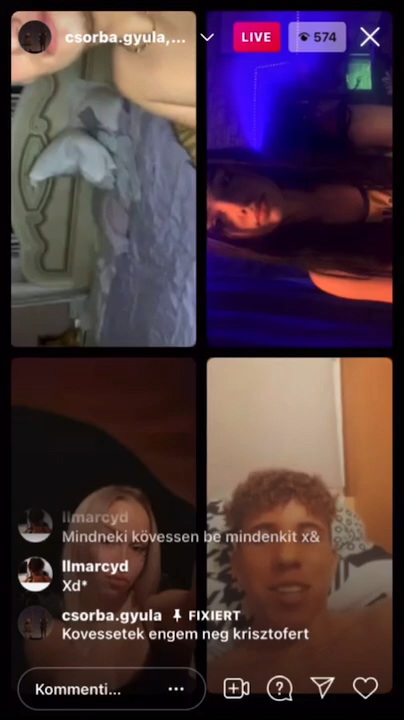 csorba.gyula,...
LIVE
574
llmarcyd
Mindneki kövessen be mindenkit x&
llmarcyd
Xd*
csorba.gyula FIXIERT
Kovessetek engem neg krisztofert
Kommenti...